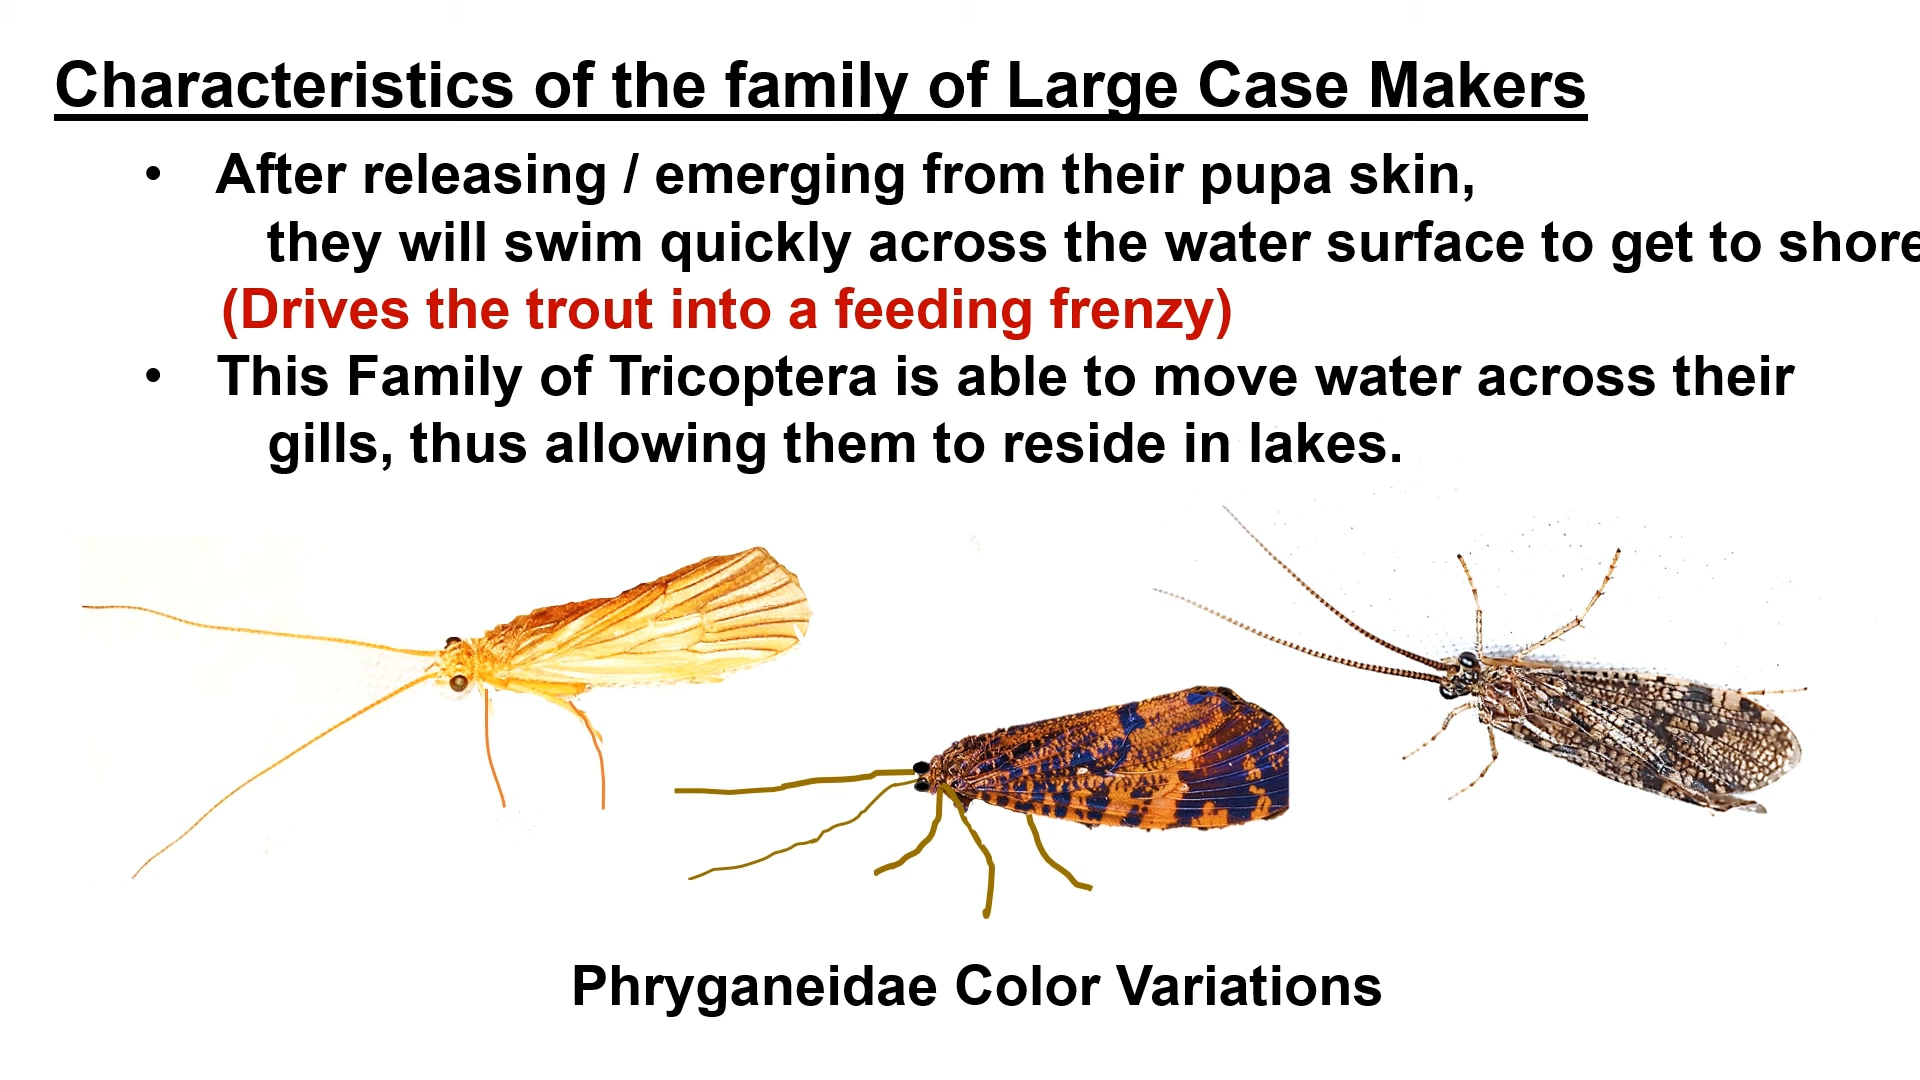 Characteristics of the family of Large Case Makers
• After releasing / emerging from their pupa skin,
they will swim quickly across the water surface to get to shore
(Drives the trout into a feeding frenzy)
• This Family of Tricoptera is able to move water across their
gills, thus allowing them to reside in lakes.
Phryganeidae Color Variations